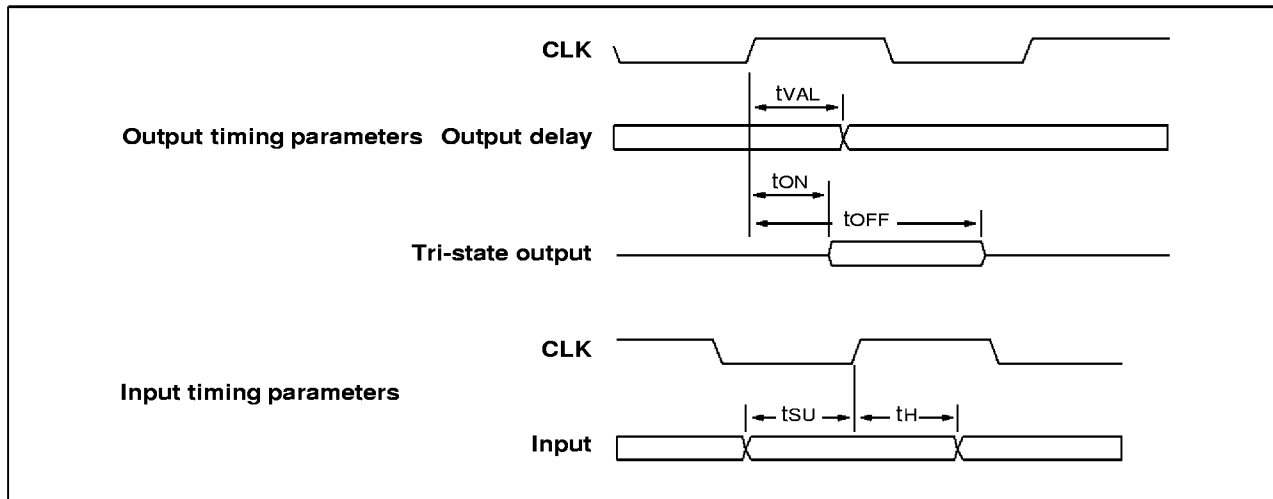 CLK
tVAL
Output timing parameters Output delay
tON
tOFF
Tri-state output
CLK
Input timing parameters
tSU tH
Input